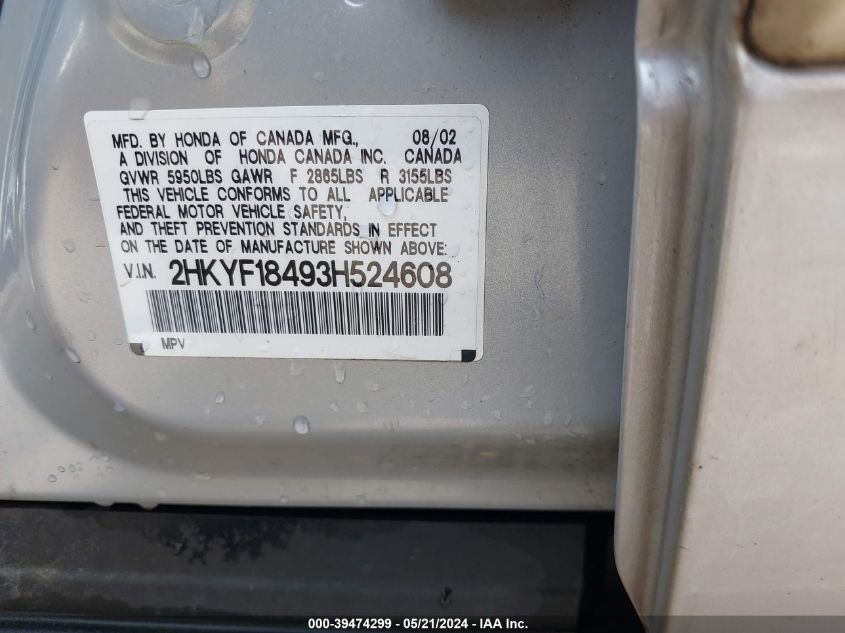 MFD. BY HONDA OF CANADA MFG., 08/02
A DIVISION OF HONDA CANADA INC. CANADA
GVWR 5950LBS GAWR F 2865LBS R 3155LBS
THIS VEHICLE CONFORMS TO ALL APPLICABLE
FEDERAL MOTOR VEHICLE SAFETY,
AND THEFT PREVENTION STANDARDS IN EFFECT
ON THE DATE OF MANUFACTURE SHOWN ABOVE:
V.I.N. 2HKYF18493H524608
MPV
000-39474299 - 05/21/2024 - IAA Inc.